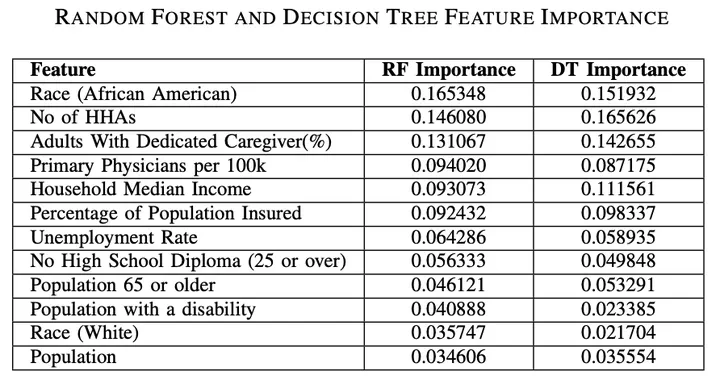 RANDOM FOREST AND DECISION TREE FEATURE IMPORTANCE
Feature RF Importance DT Importance
Race (African American) 0.165348 0.151932
No of HHAs 0.146080 0.165626
Adults With Dedicated Caregiver(%) 0.131067 0.142655
Primary Physicians per 100k 0.094020 0.087175
Household Median Income 0.093073 0.111561
Percentage of Population Insured 0.092432 0.098337
Unemployment Rate 0.064286 0.058935
No High School Diploma (25 or over) 0.056333 0.049848
Population 65 or older 0.046121 0.053291
Population with a disability 0.040888 0.023385
Race (White) 0.035747 0.021704
Population 0.034606 0.035554